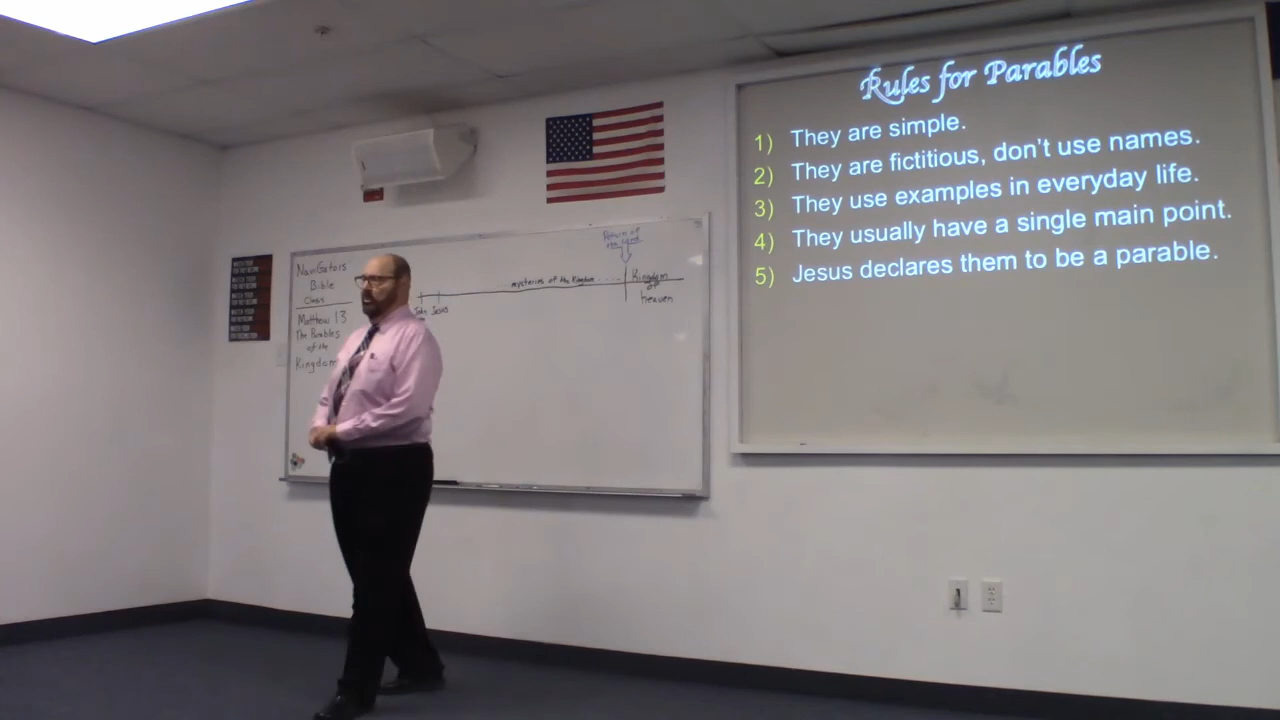 Rules for Parables
1) They are simple.
2) They are fictitious, don't use names.
3) They use examples in everyday life.
4) They usually have a single main point.
5) Jesus declares them to be a parable.
NaviGators
Bible
Class
Matthew 13
The Parables
of the
Kingdom
John Jesus
mysteries of the Kingdom
Return of
the Lord
Kingdom
of
heaven